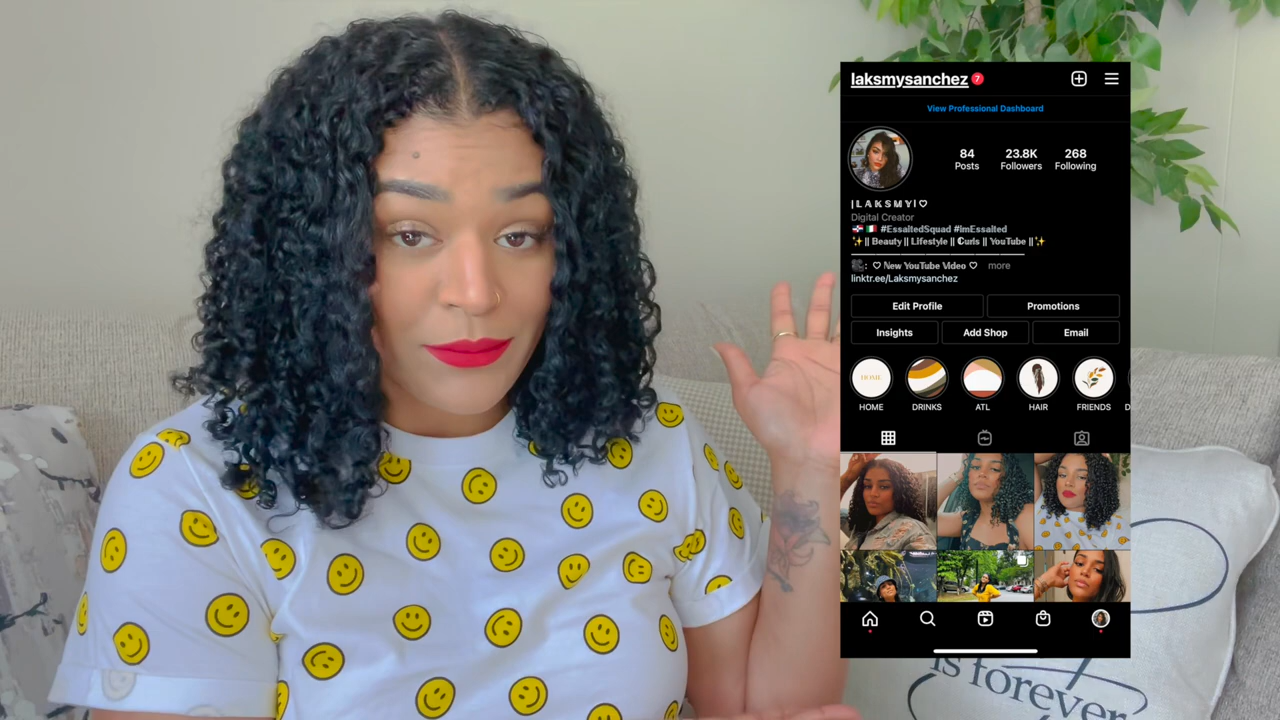 laksmysanchez 7
View Professional Dashboard
84 23.8K 268
Posts Followers Following
| L A K S M Y | ♡
Digital Creator
🇩🇴 🇮🇹 #EssaltedSquad #imEssalted
✨|| Beauty || Lifestyle || ℂurls || YouTube ||✨
: ♡ New YouTube Video ♡ more
linktr.ee/Laksmysanchez
Edit Profile Promotions
Insights Add Shop Email
HOME
HOME DRINKS ATL HAIR FRIENDS D
is forever